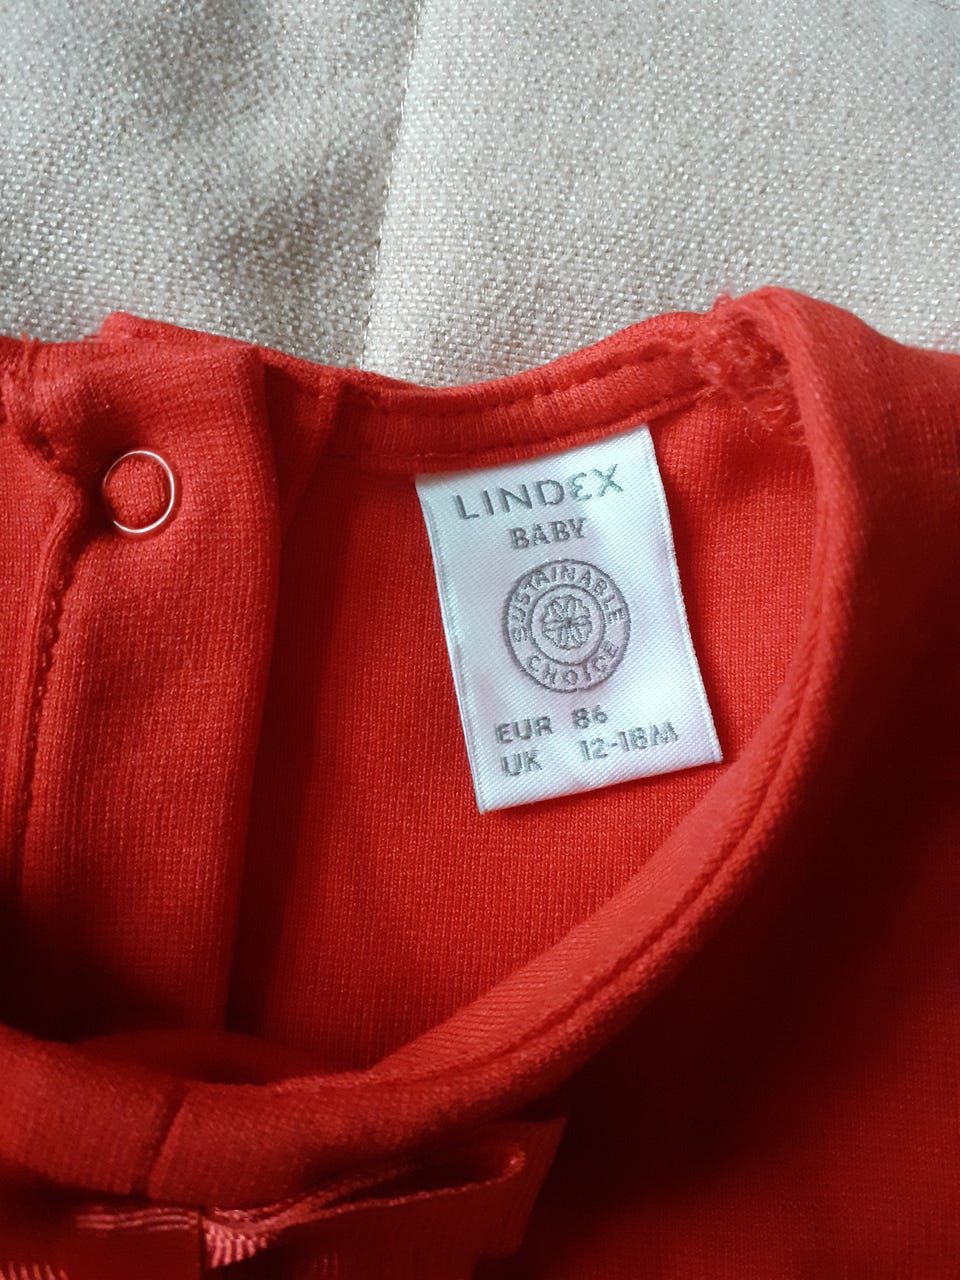 LINDEX
BABY
SUSTAINABLE
CHOICE
EUR 86
UK 12-18M